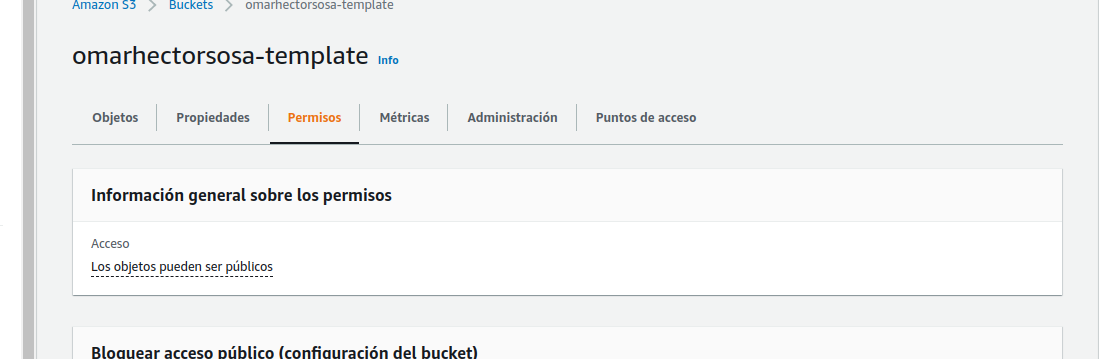 Amazon S3 > Buckets > omarhectorsosa-template
omarhectorsosa-template Info
Objetos Propiedades Permisos Métricas Administración Puntos de acceso
Información general sobre los permisos
Acceso
Los objetos pueden ser públicos
Bloquear acceso público (configuración del bucket)